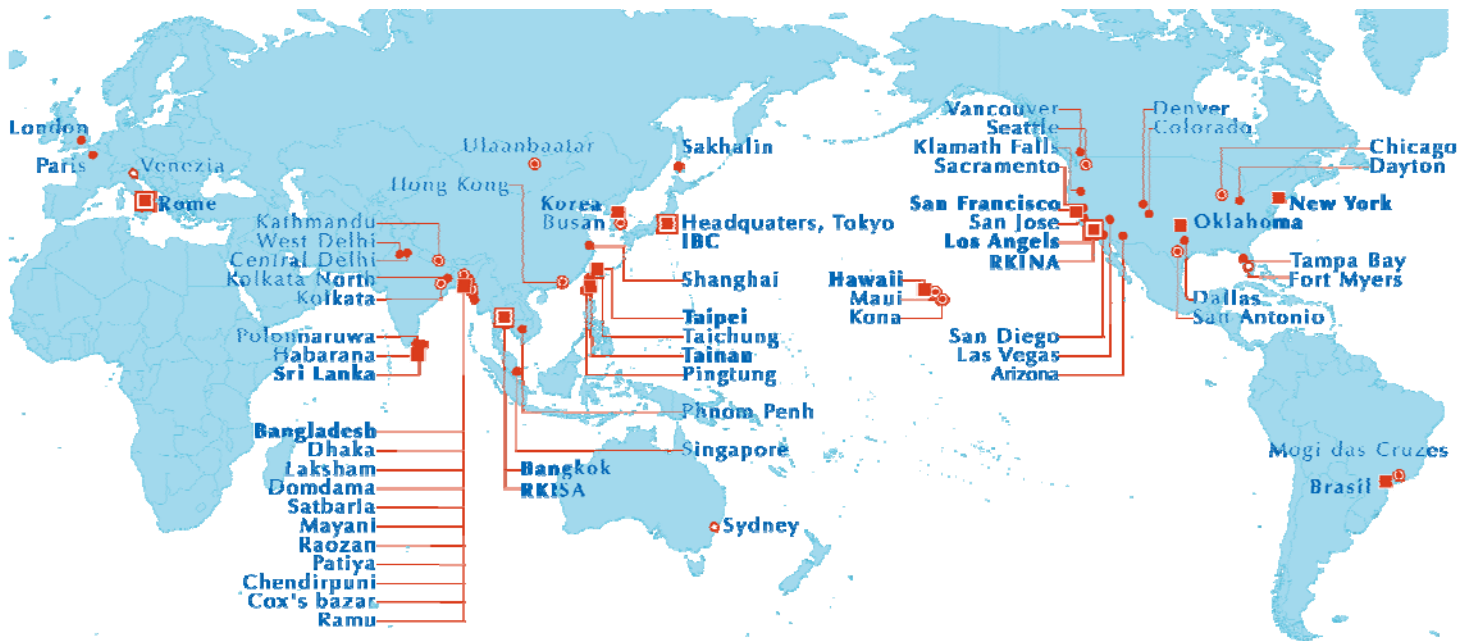 London
Paris
Venezia
Rome
Ulaanbaatar
Hong Kong
Kathmandu
West Delhi
Central Delhi
Kolkata North
Kolkata
Polonnaruwa
Habarana
Sri Lanka
Bangladesh
Dhaka
Laksham
Domdama
Satbaria
Mayani
Raozan
Patiya
Chendirpuni
Cox's bazar
Ramu
Korea
Busan
Sakhalin
Headquaters, Tokyo
IBC
Shanghai
Taipei
Taichung
Tainan
Pingtung
Phnom Penh
Singapore
Bangkok
RKISA
Sydney
Hawaii
Maui
Kona
Vancouver
Seattle
Klamath Falls
Sacramento
San Francisco
San Jose
Los Angels
RKINA
San Diego
Las Vegas
Arizona
Denver
Colorado
Chicago
Dayton
New York
Oklahoma
Tampa Bay
Fort Myers
Dallas
San Antonio
Mogi das Cruzes
Brasil